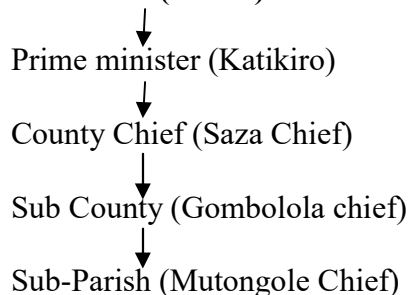 Prime minister (Katikiro)
County Chief (Saza Chief)
Sub County (Gombolola chief)
Sub-Parish (Mutongole Chief)